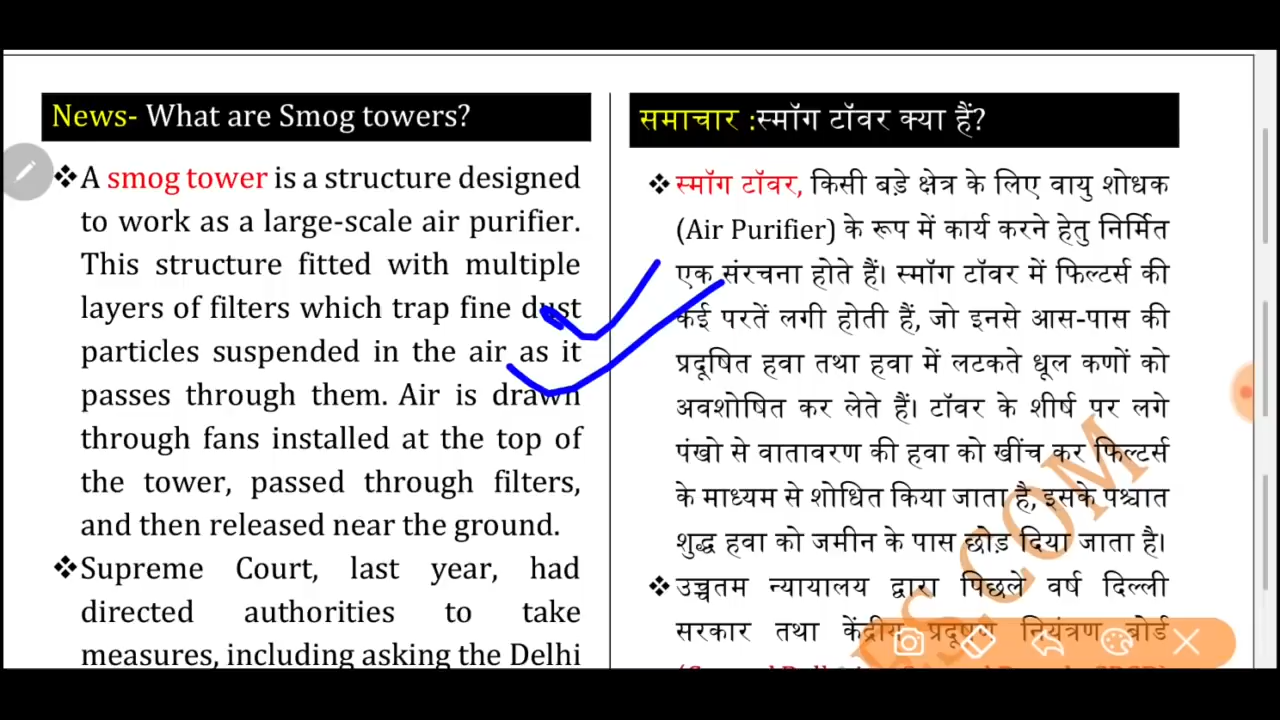 News- What are Smog towers?
❖A smog tower is a structure designed
to work as a large-scale air purifier.
This structure fitted with multiple
layers of filters which trap fine dust
particles suspended in the air as it
passes through them. Air is drawn
through fans installed at the top of
the tower, passed through filters,
and then released near the ground.
❖Supreme Court, last year, had
directed authorities to take
measures, including asking the Delhi
समाचार :स्मॉग टॉवर क्या हैं?
❖ स्मॉग टॉवर, किसी बड़े क्षेत्र के लिए वायु शोधक
(Air Purifier) के रूप में कार्य करने हेतु निर्मित
एक संरचना होते हैं। स्मॉग टॉवर में फिल्टर्स की
कई परतें लगी होती हैं, जो इनसे आस-पास की
प्रदूषित हवा तथा हवा में लटकते धूल कणों को
अवशोषित कर लेते हैं। टॉवर के शीर्ष पर लगे
पंखो से वातावरण की हवा को खींच कर फिल्टर्स
के माध्यम से शोधित किया जाता है, इसके पश्चात
शुद्ध हवा को जमीन के पास छोड़ दिया जाता है।
❖ उच्चतम न्यायालय द्वारा पिछले वर्ष दिल्ली
सरकार तथा केंद्रीय प्रदूषण नियंत्रण बोर्ड